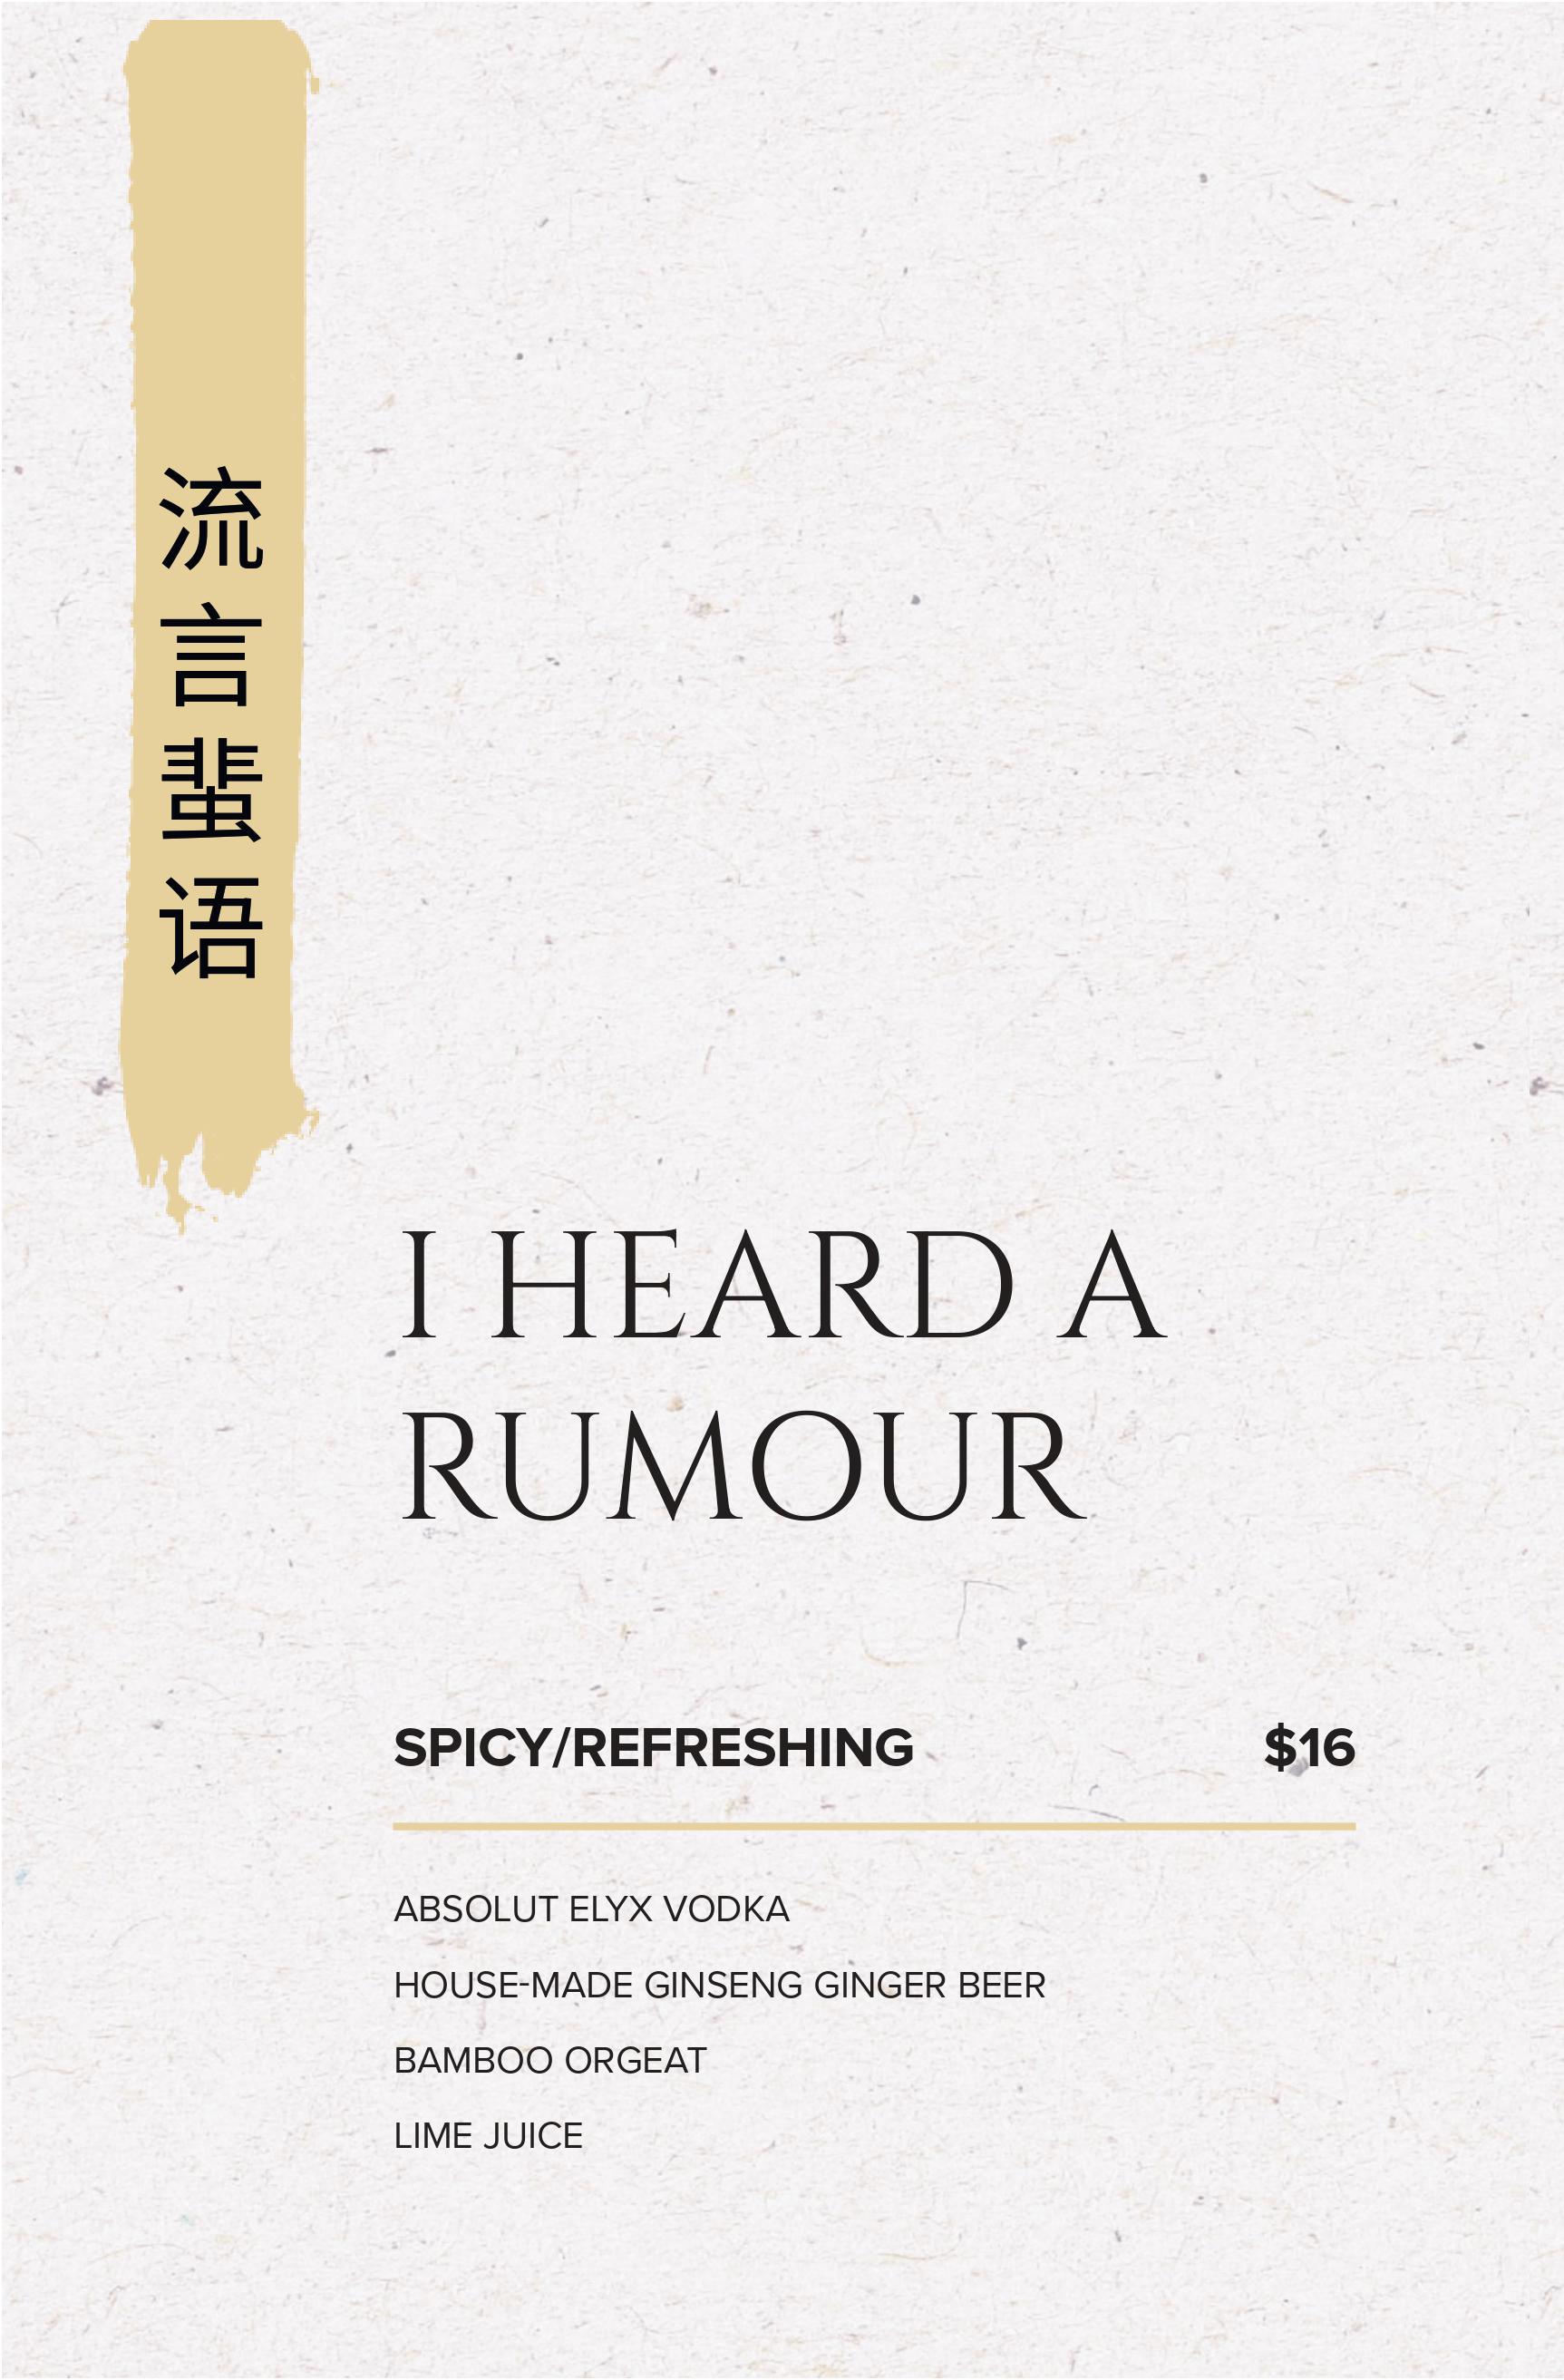 流言蜚语
I HEARD A
RUMOUR
SPICY/REFRESHING $16
ABSOLUT ELYX VODKA
HOUSE-MADE GINSENG GINGER BEER
BAMBOO ORGEAT
LIME JUICE